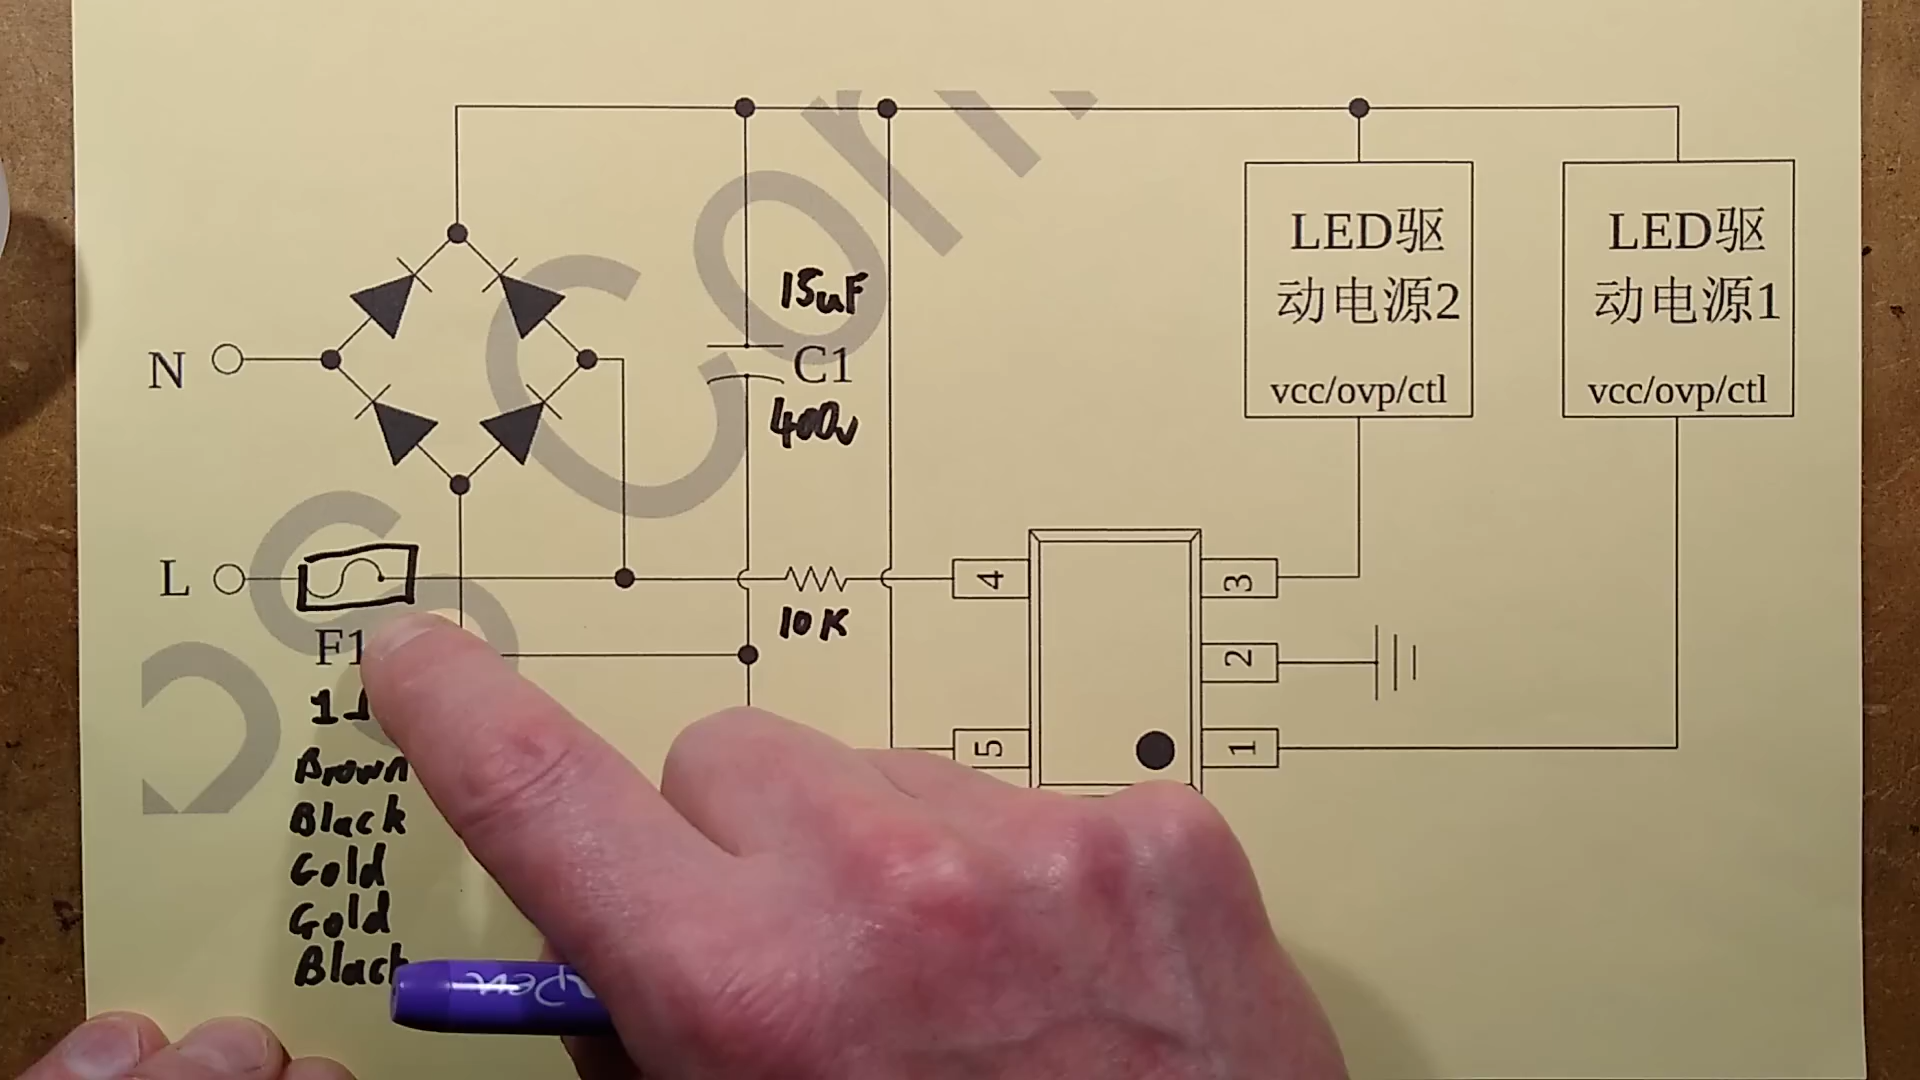 15uF
C1
400v
LED驱
动电源2
vcc/ovp/ctl
LED驱
动电源1
vcc/ovp/ctl
N
L
F1
10K
4
3
2
5
1
Brown
Black
Gold
Gold
Black